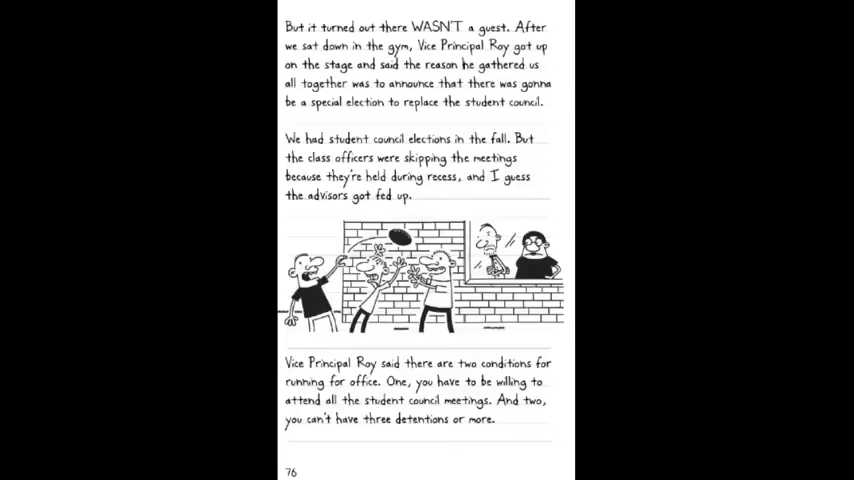 But it turned out there WASN'T a guest. After
we sat down in the gym, Vice Principal Roy got up
on the stage and said the reason he gathered us
all together was to announce that there was gonna
be a special election to replace the student council.
We had student council elections in the fall. But
the class officers were skipping the meetings
because they're held during recess, and I guess
the advisors got fed up.
Vice Principal Roy said there are two conditions for
running for office. One, you have to be willing to
attend all the student council meetings. And two,
you can't have three detentions or more.
76